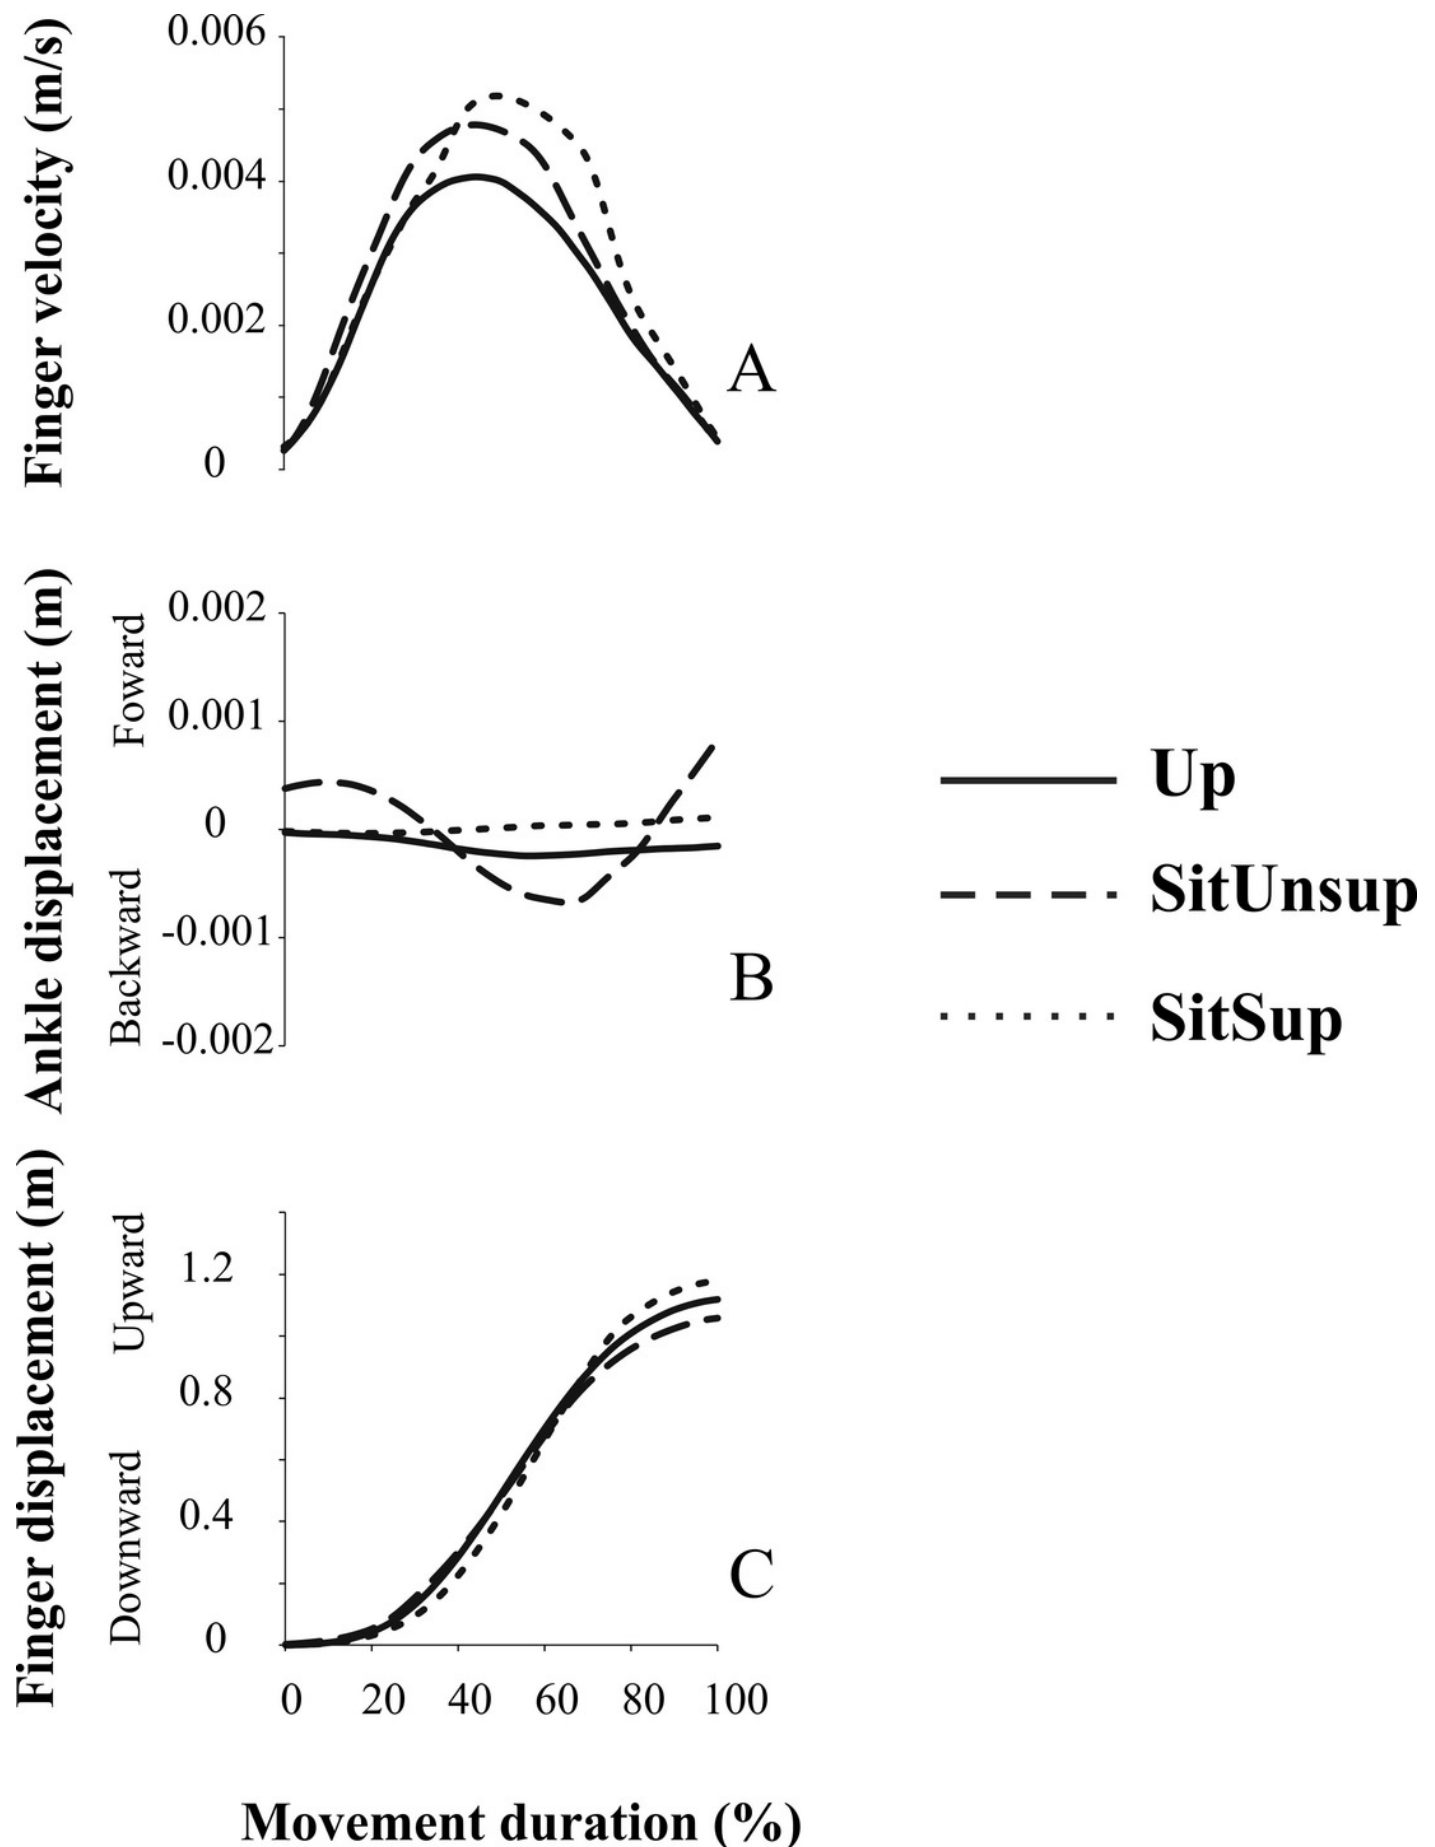 Finger velocity (m/s)
0.006
0.004
0.002
0
A
Ankle displacement (m)
Foward
Backward
0.002
0.001
0
-0.001
-0.002
B
Up
SitUnsup
SitSup
Finger displacement (m)
Upward
Downward
1.2
0.8
0.4
0
C
0 20 40 60 80 100
Movement duration (%)